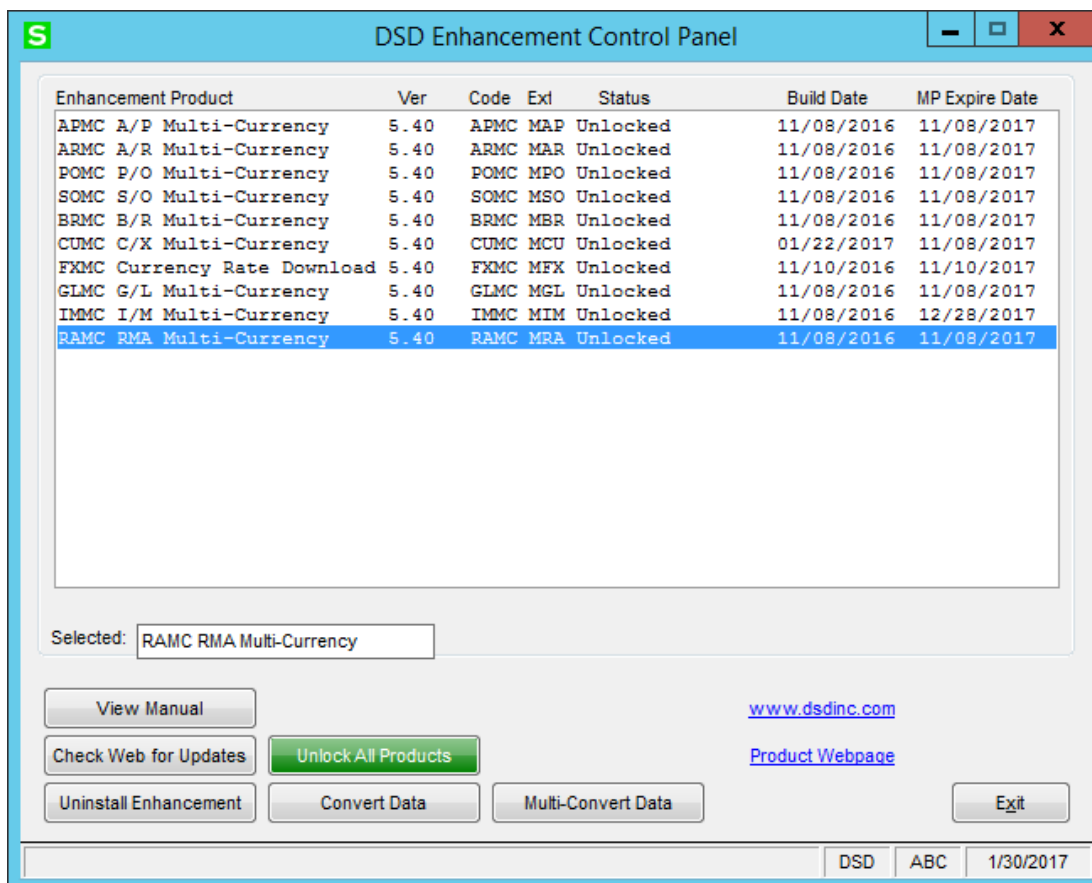 S DSD Enhancement Control Panel X
Enhancement Product Ver Code Ext Status Build Date MP Expire Date
APMC A/P Multi-Currency 5.40 APMC MAP Unlocked 11/08/2016 11/08/2017
ARMC A/R Multi-Currency 5.40 ARMC MAR Unlocked 11/08/2016 11/08/2017
POMC P/O Multi-Currency 5.40 POMC MPO Unlocked 11/08/2016 11/08/2017
SOMC S/O Multi-Currency 5.40 SOMC MSO Unlocked 11/08/2016 11/08/2017
BRMC B/R Multi-Currency 5.40 BRMC MBR Unlocked 11/08/2016 11/08/2017
CUMC C/X Multi-Currency 5.40 CUMC MCU Unlocked 01/22/2017 11/08/2017
FXMC Currency Rate Download 5.40 FXMC MFX Unlocked 11/10/2016 11/10/2017
GLMC G/L Multi-Currency 5.40 GLMC MGL Unlocked 11/08/2016 11/08/2017
IMMC I/M Multi-Currency 5.40 IMMC MIM Unlocked 11/08/2016 12/28/2017
RAMC RMA Multi-Currency 5.40 RAMC MRA Unlocked 11/08/2016 11/08/2017
Selected: RAMC RMA Multi-Currency
View Manual www.dsdinc.com
Check Web for Updates Unlock All Products Product Webpage
Uninstall Enhancement Convert Data Multi-Convert Data Exit
DSD ABC 1/30/2017